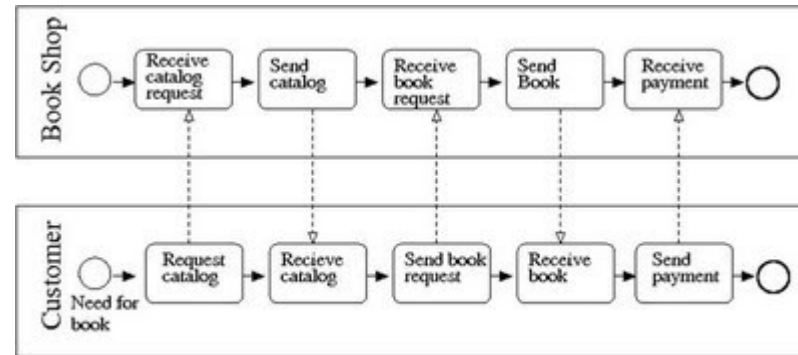 Book Shop
Receive
catalog
request
Send
catalog
Receive
book
request
Send
Book
Receive
payment
Customer
Need for
book
Request
catalog
Recieve
catalog
Send book
request
Receive
book
Send
payment